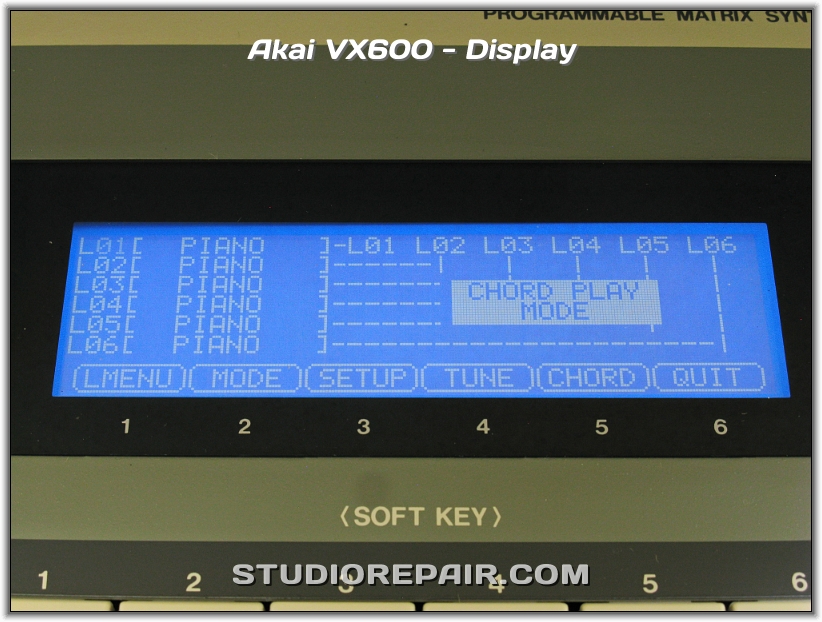 PROGRAMMABLE MATRIX SYNT
Akai VX600 - Display
L01[ PIANO ]-L01 L02 L03 L04 L05 L06
L02[ PIANO ]
L03[ PIANO ]
L04[ PIANO ]
L05[ PIANO ]
L06[ PIANO ]
CHORD PLAY
MODE
LMENU MODE SETUP TUNE CHORD QUIT
1 2 3 4 5 6
〈SOFT KEY〉
1 2 3 4 5 6
STUDIOREPAIR.COM